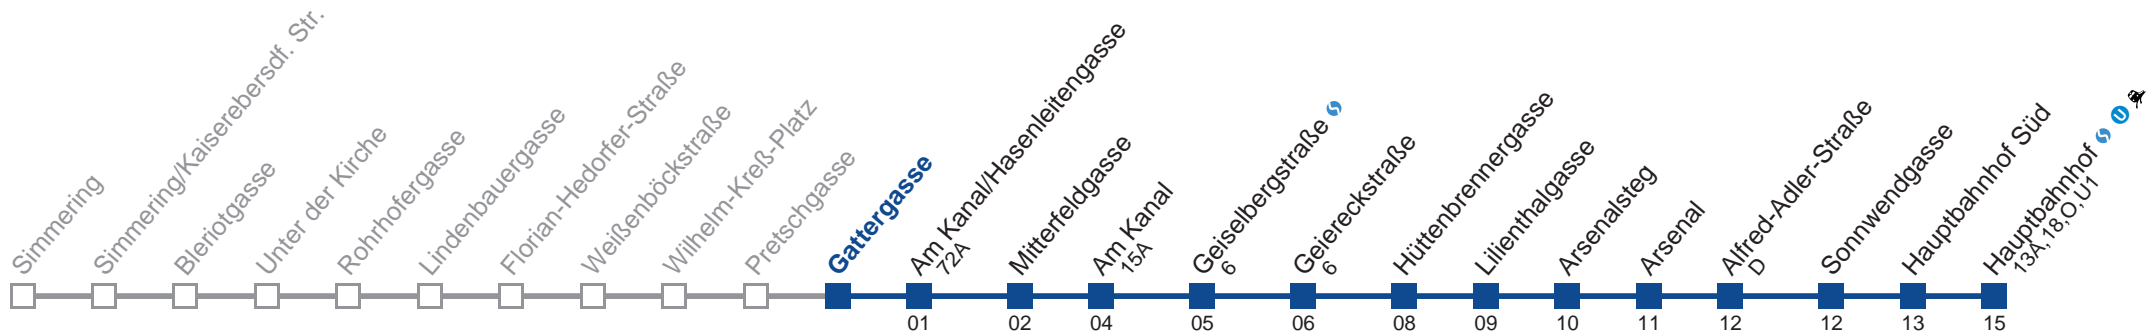 Simmering
Simmering/Kaiserebersdf. Str.
Bleriotgasse
Unter der Kirche
Rohrhofergasse
Lindenbauergasse
Florian-Hedorfer-Straße
Weißenböckstraße
Wilhelm-Kreß-Platz
Pretschgasse
Gattergasse
Am Kanal/Hasenleitengasse
72A
Mitterfeldgasse
Am Kanal
15A
Geiselbergstraße S
6
Geiereckstraße
6
Hüttenbrennergasse
Lilienthalgasse
Arsenalsteg
Arsenal
Alfred-Adler-Straße
D
Sonnwendgasse
Hauptbahnhof Süd
Hauptbahnhof S U
13A,18,O,U1
01 02 04 05 06 08 09 10 11 12 12 13 15